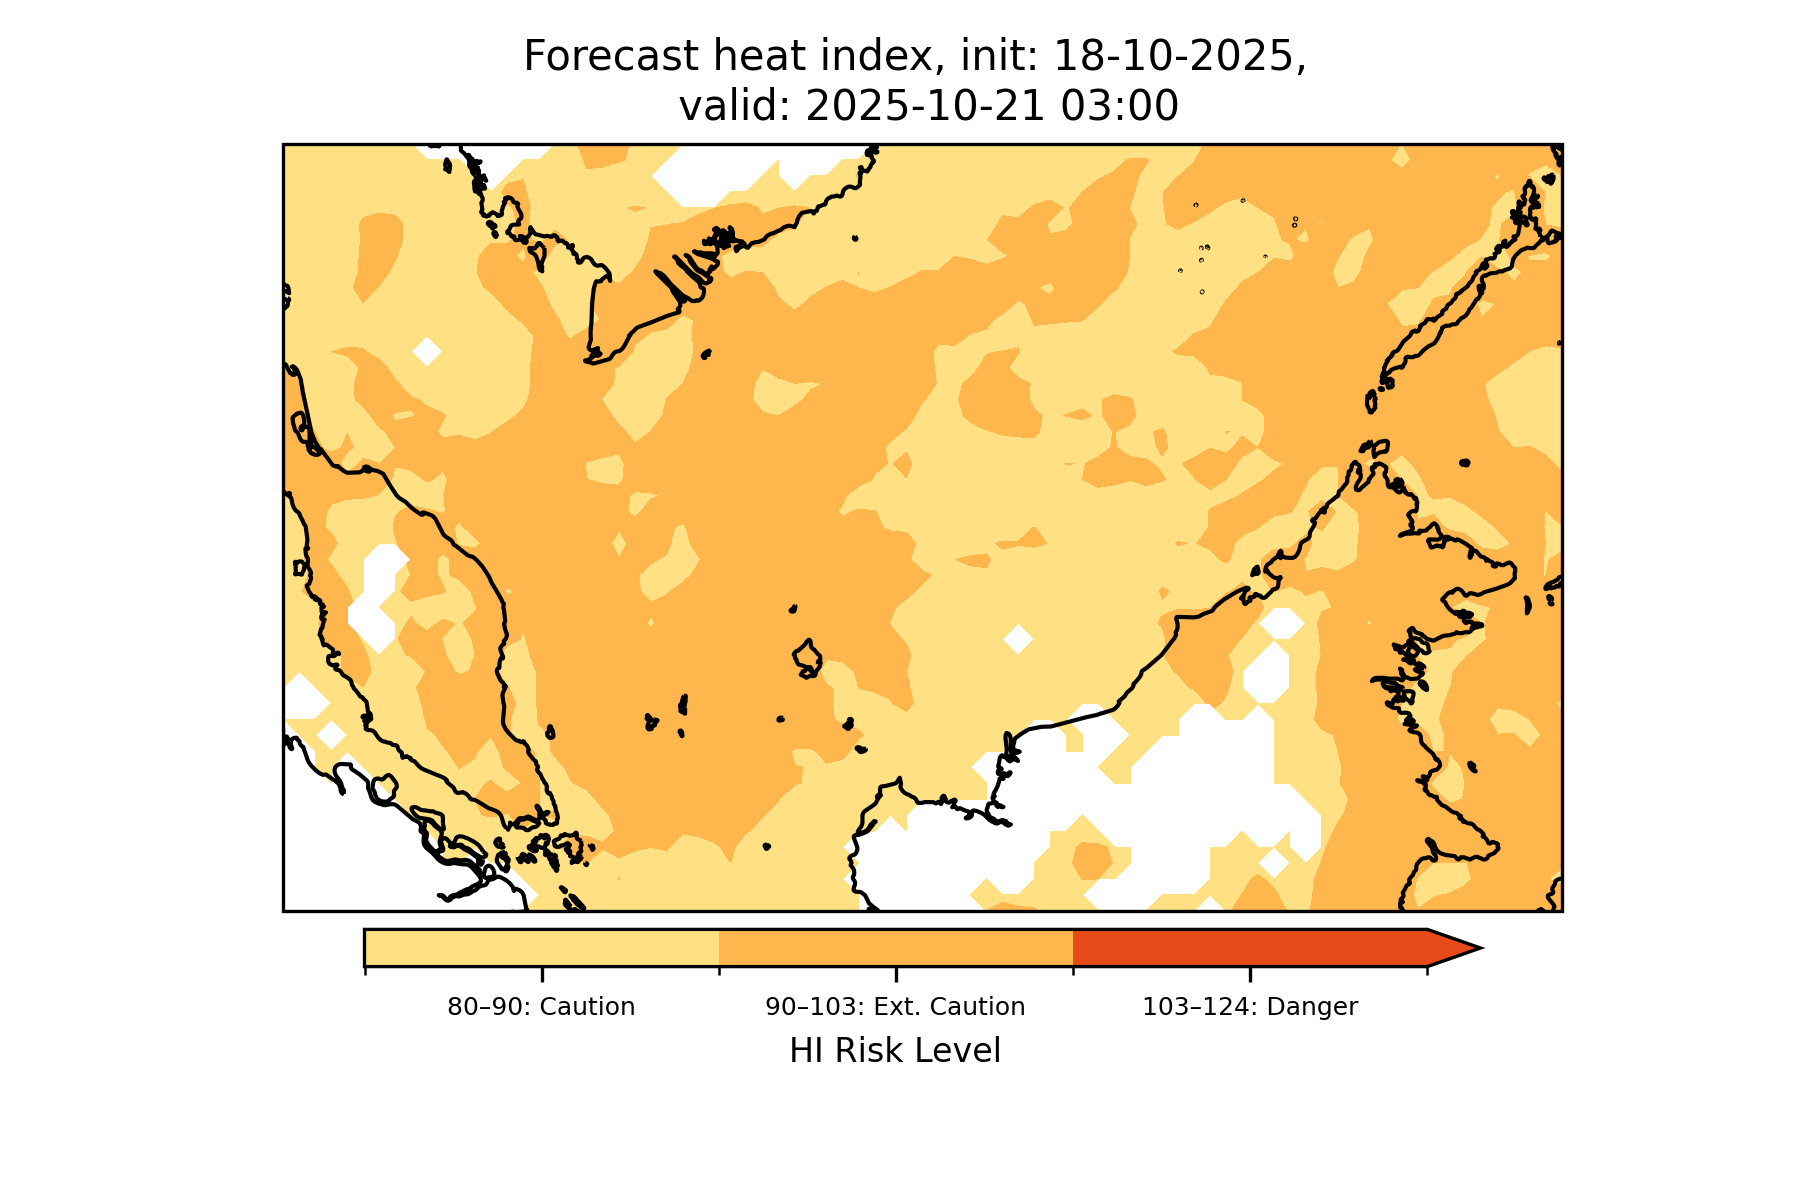 Forecast heat index, init: 18-10-2025,
valid: 2025-10-21 03:00
80–90: Caution
90–103: Ext. Caution
103–124: Danger
HI Risk Level